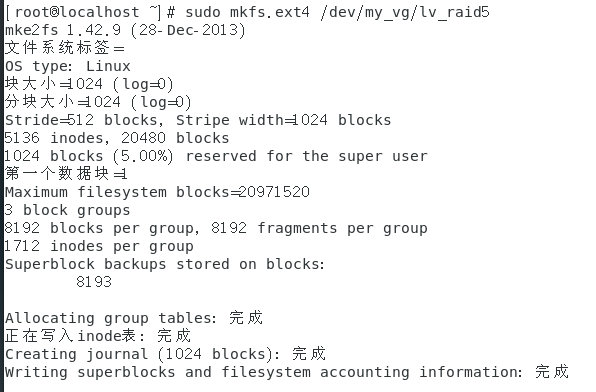 [root@localhost ~]# sudo mkfs.ext4 /dev/my_vg/lv_raid5
mke2fs 1.42.9 (28-Dec-2013)
文件系统标签=
OS type: Linux
块大小=1024 (log=0)
分块大小=1024 (log=0)
Stride=512 blocks, Stripe width=1024 blocks
5136 inodes, 20480 blocks
1024 blocks (5.00%) reserved for the super user
第一个数据块=1
Maximum filesystem blocks=20971520
3 block groups
8192 blocks per group, 8192 fragments per group
1712 inodes per group
Superblock backups stored on blocks:
8193
Allocating group tables: 完成
正在写入inode表: 完成
Creating journal (1024 blocks): 完成
Writing superblocks and filesystem accounting information: 完成